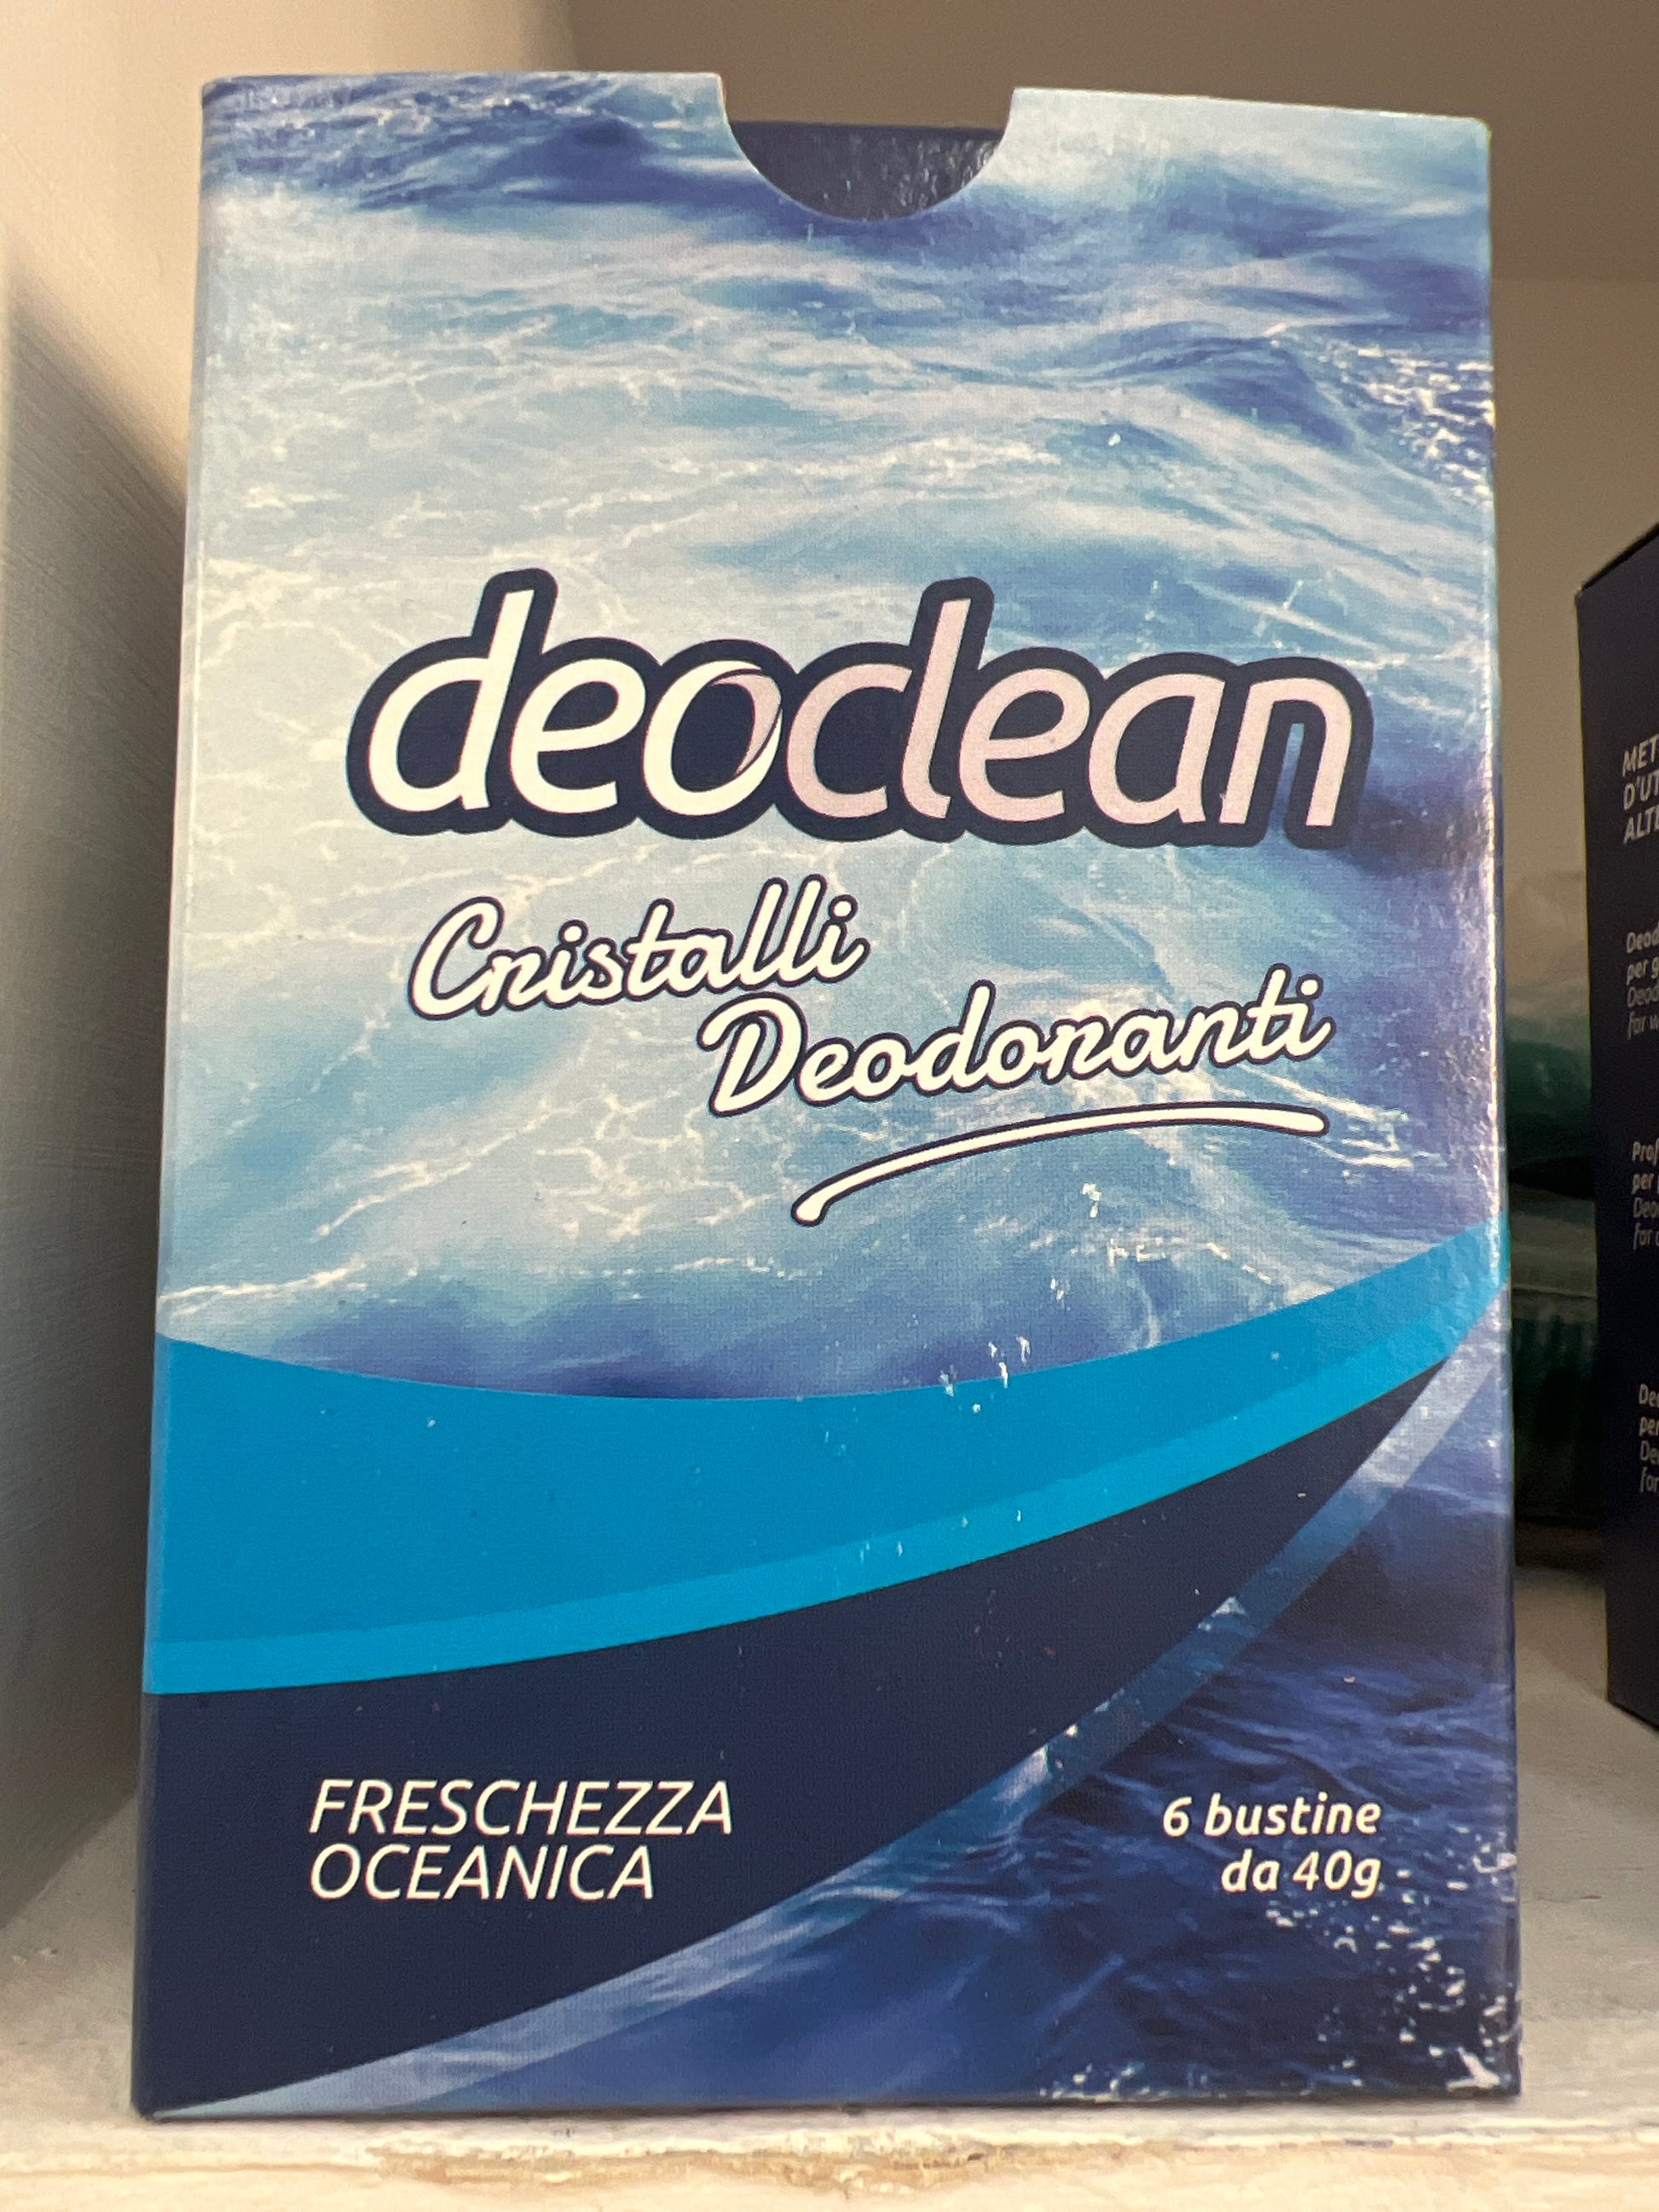 deoclean
Cristalli
Deodoranti
FRESCHEZZA
OCEANICA
6 bustine
da 40g